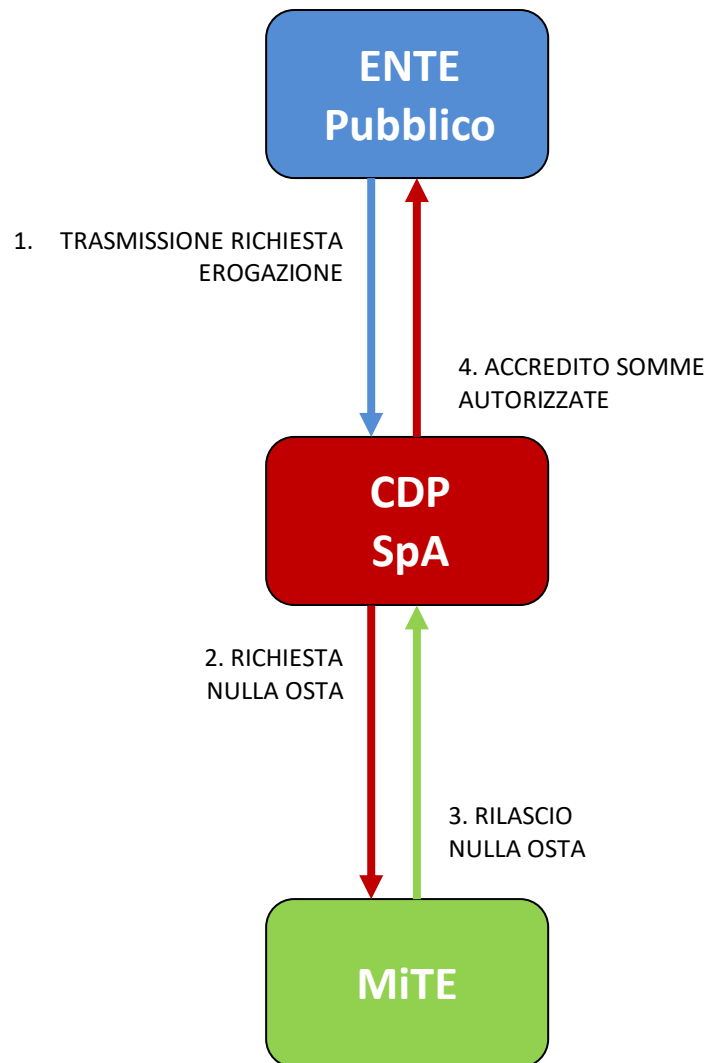 ENTE
Pubblico
1. TRASMISSIONE RICHIESTA
EROGAZIONE
4. ACCREDITO SOMME
AUTORIZZATE
CDP
SpA
2. RICHIESTA
NULLA OSTA
3. RILASCIO
NULLA OSTA
MiTE